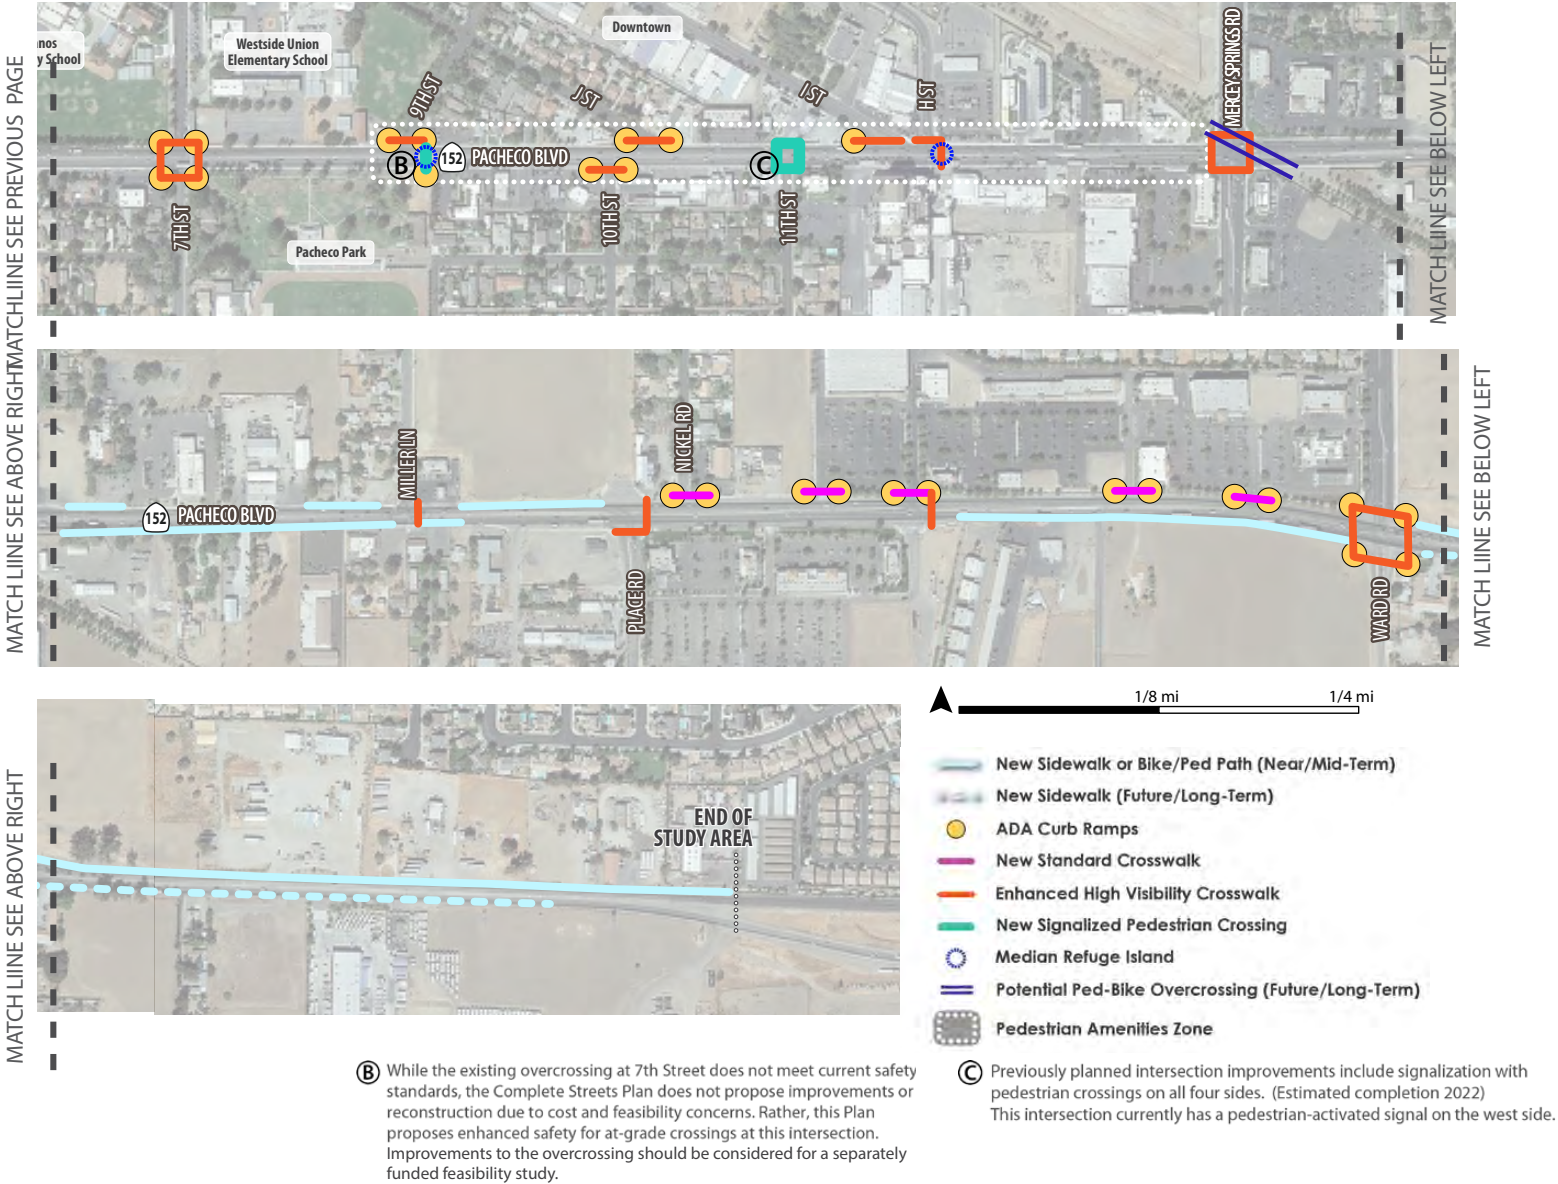 MATCHLINE SEE PREVIOUS PAGE
anos
y School
Westside Union
Elementary School
Downtown
9TH ST
J ST
I ST
H ST
MERCEY SPRINGS RD
MATCH LIINE SEE BELOW LEFT
B
152
PACHECO BLVD
C
7TH ST
10TH ST
11TH ST
Pacheco Park
MATCH LIINE SEE ABOVE RIGHT
MILLER LN
NICKEL RD
152
PACHECO BLVD
PLACE RD
WARD RD
MATCH LIINE SEE BELOW LEFT
MATCH LIINE SEE ABOVE RIGHT
END OF
STUDY AREA
1/8 mi
1/4 mi
New Sidewalk or Bike/Ped Path (Near/Mid-Term)
New Sidewalk (Future/Long-Term)
ADA Curb Ramps
New Standard Crosswalk
Enhanced High Visibility Crosswalk
New Signalized Pedestrian Crossing
Median Refuge Island
Potential Ped-Bike Overcrossing (Future/Long-Term)
Pedestrian Amenities Zone
B While the existing overcrossing at 7th Street does not meet current safety
standards, the Complete Streets Plan does not propose improvements or
reconstruction due to cost and feasibility concerns. Rather, this Plan
proposes enhanced safety for at-grade crossings at this intersection.
Improvements to the overcrossing should be considered for a separately
funded feasibility study.
C Previously planned intersection improvements include signalization with
pedestrian crossings on all four sides. (Estimated completion 2022)
This intersection currently has a pedestrian-activated signal on the west side.